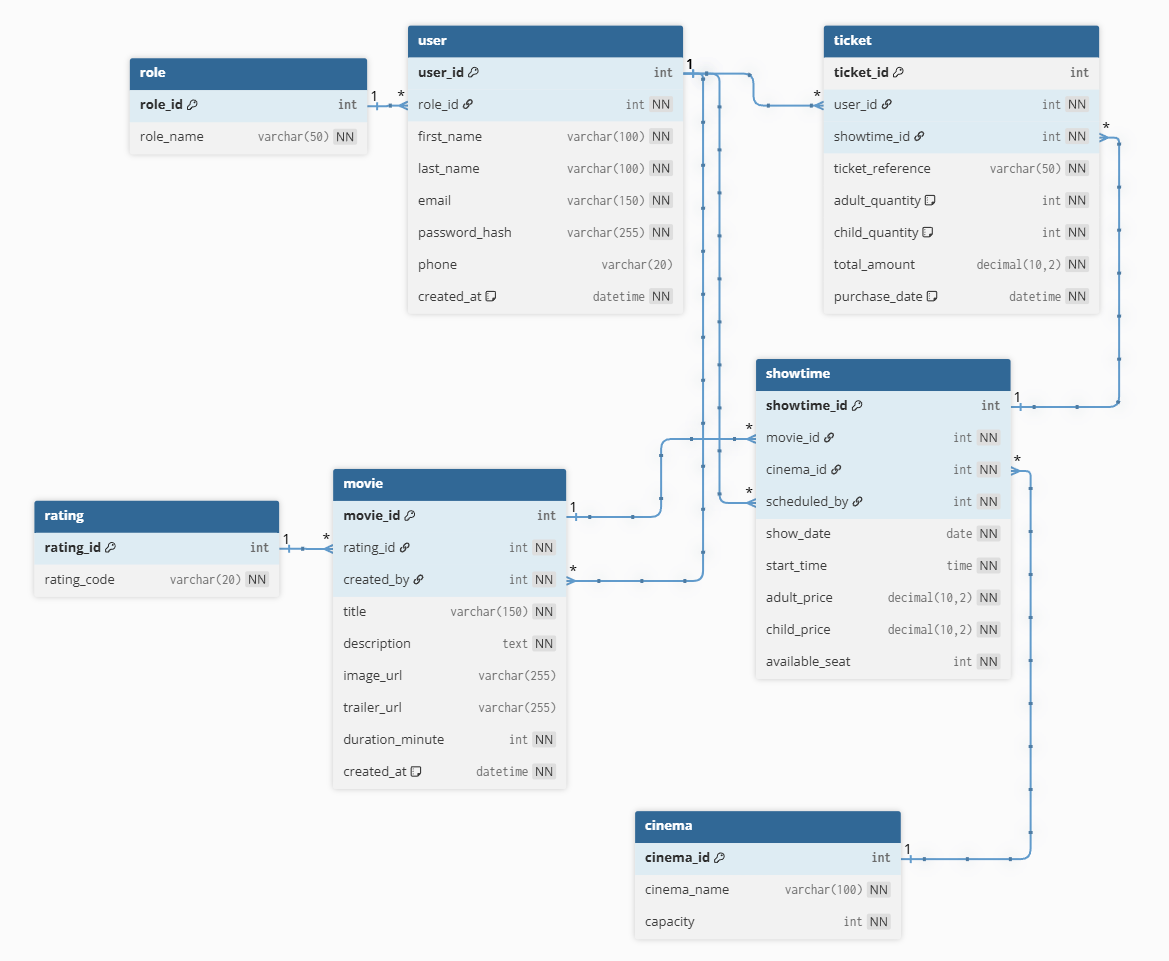 role
role_id int
role_name varchar(50) NN
1 *
user
user_id int
role_id int NN
first_name varchar(100) NN
last_name varchar(100) NN
email varchar(150) NN
password_hash varchar(255) NN
phone varchar(20)
created_at datetime NN
1 *
ticket
ticket_id int
user_id int NN
showtime_id int NN
ticket_reference varchar(50) NN
adult_quantity int NN
child_quantity int NN
total_amount decimal(10,2) NN
purchase_date datetime NN
*
showtime
showtime_id int 1
* movie_id int NN
cinema_id int NN *
* scheduled_by int NN
show_date date NN
start_time time NN
adult_price decimal(10,2) NN
child_price decimal(10,2) NN
available_seat int NN
rating
rating_id int
rating_code varchar(20) NN
1 *
movie
movie_id int 1
rating_id int NN
created_by int NN *
title varchar(150) NN
description text NN
image_url varchar(255)
trailer_url varchar(255)
duration_minute int NN
created_at datetime NN
cinema
cinema_id int 1
cinema_name varchar(100) NN
capacity int NN